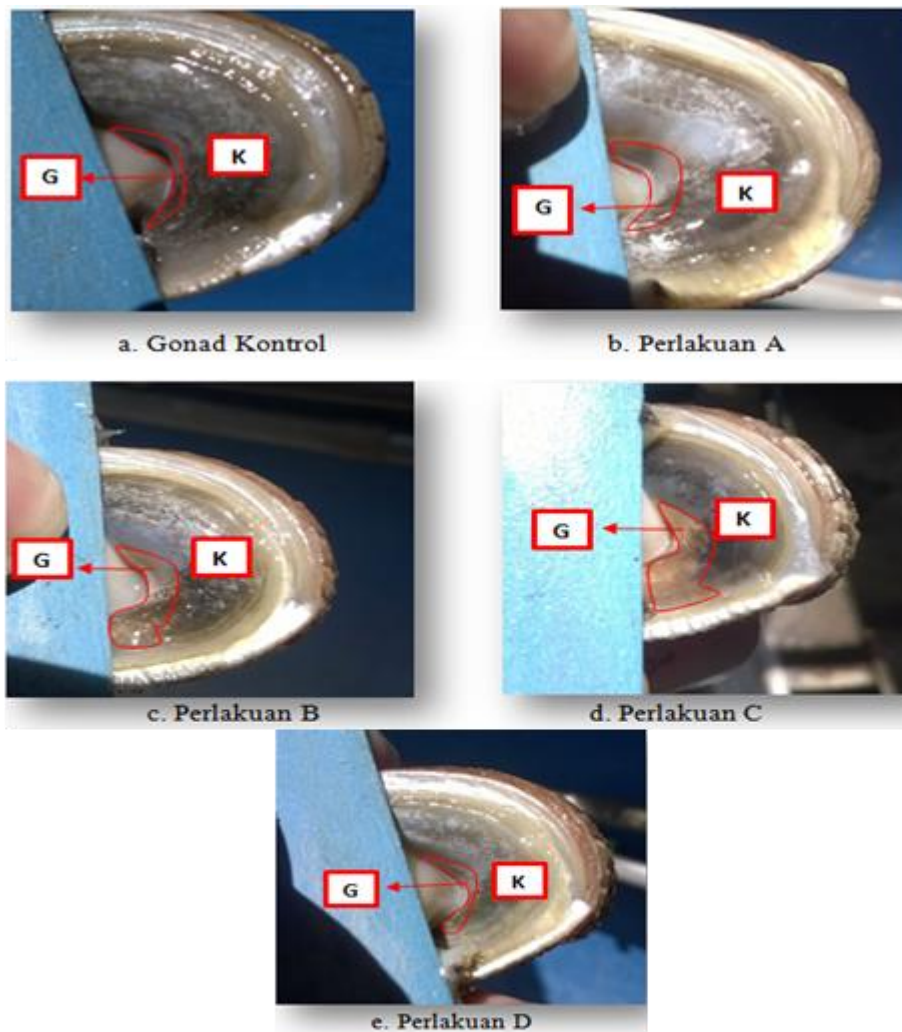 G
K
a. Gonad Kontrol
G
K
b. Perlakuan A
G
K
c. Perlakuan B
G
K
d. Perlakuan C
G
K
e. Perlakuan D